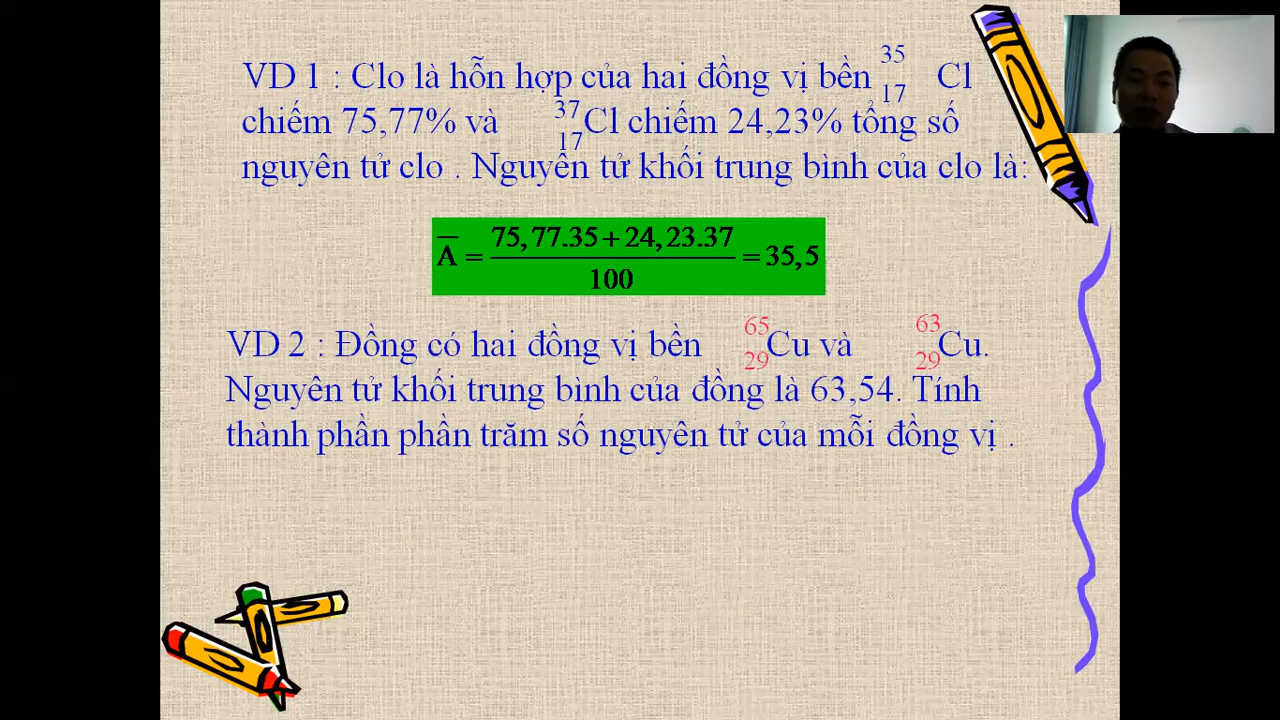 VD 1 : Clo là hỗn hợp của hai đồng vị bền ³⁵₁₇ Cl
chiếm 75,77% và ³⁷₁₇Cl chiếm 24,23% tổng số
nguyên tử clo . Nguyên tử khối trung bình của clo là:
A̅ = (75,77.35+24,23.37)/100 = 35,5
VD 2 : Đồng có hai đồng vị bền ⁶⁵₂₉Cu và ⁶³₂₉Cu.
Nguyên tử khối trung bình của đồng là 63,54. Tính
thành phần phần trăm số nguyên tử của mỗi đồng vị .